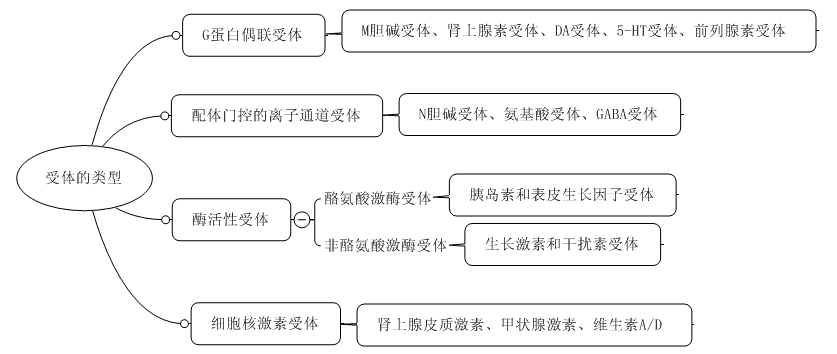 G蛋白偶联受体
M胆碱受体、肾上腺素受体、DA受体、5-HT受体、前列腺素受体
配体门控的离子通道受体
N胆碱受体、氨基酸受体、GABA受体
受体的类型
酶活性受体
酪氨酸激酶受体
胰岛素和表皮生长因子受体
非酪氨酸激酶受体
生长激素和干扰素受体
细胞核激素受体
肾上腺皮质激素、甲状腺激素、维生素A/D